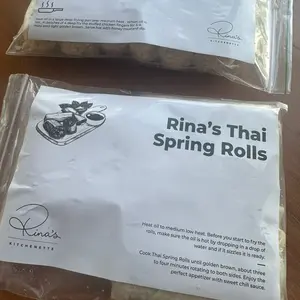 Rina's
KITCHENETTE
Rina's Thai
Spring Rolls
Heat oil to medium low heat. Before you start to fry the
rolls, make sure the oil is hot by dropping in a drop of
water and if it sizzles it is ready.
Cook Thai Spring Rolls until golden brown, about three
to four minutes rotating to both sides. Enjoy the
perfect appetizer with sweet chili sauce.
Rina's
KITCHENETTE